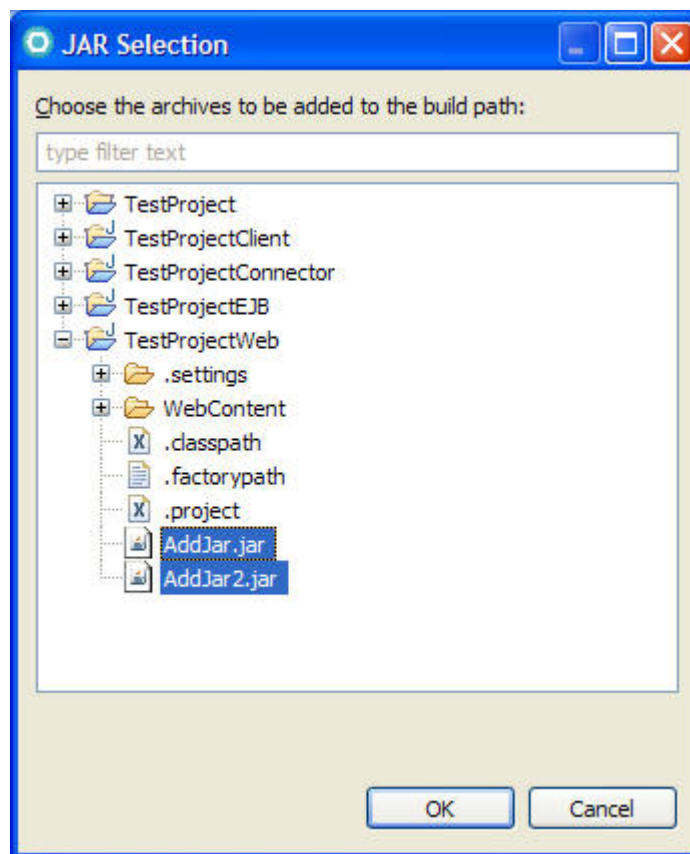 JAR Selection
Choose the archives to be added to the build path:
type filter text
TestProject
TestProjectClient
TestProjectConnector
TestProjectEJB
TestProjectWeb
.settings
WebContent
.classpath
.factorypath
.project
AddJar.jar
AddJar2.jar
OK Cancel